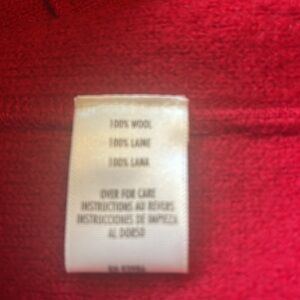 100% WOOL
100% LAINE
100% LANA
OVER FOR CARE
INSTRUCTIONS AU REVERS
INSTRUCCIONES DE LIMPIEZA
AL DORSO